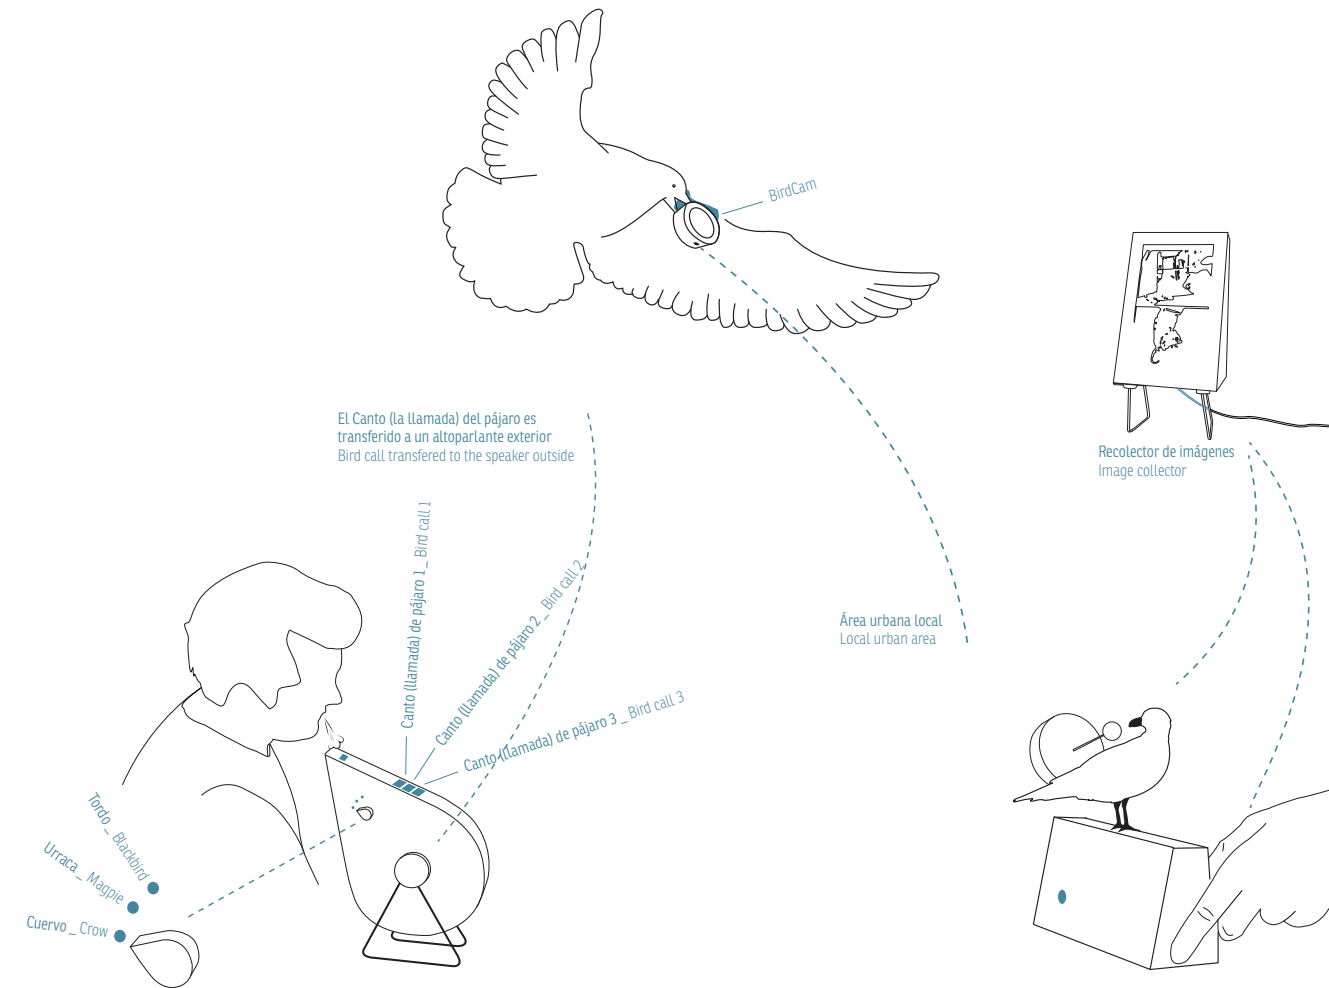 BirdCam
El Canto (la llamada) del pájaro es
transferido a un altoparlante exterior
Bird call transfered to the speaker outside
Recolector de imágenes
Image collector
Canto (llamada) de pájaro 1 _ Bird call 1
Canto (llamada) de pájaro 2 _ Bird call 2
Canto (llamada) de pájaro 3 _ Bird call 3
Área urbana local
Local urban area
Tordo _ Blackbird
Urraca _ Magpie
Cuervo _ Crow